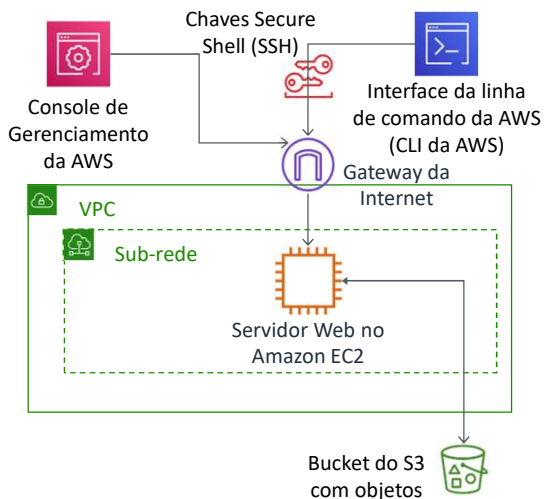 Chaves Secure
Shell (SSH)
Console de
Gerenciamento
da AWS
Interface da linha
de comando da AWS
(CLI da AWS)
Gateway da
Internet
VPC
Sub-rede
Servidor Web no
Amazon EC2
Bucket do S3
com objetos